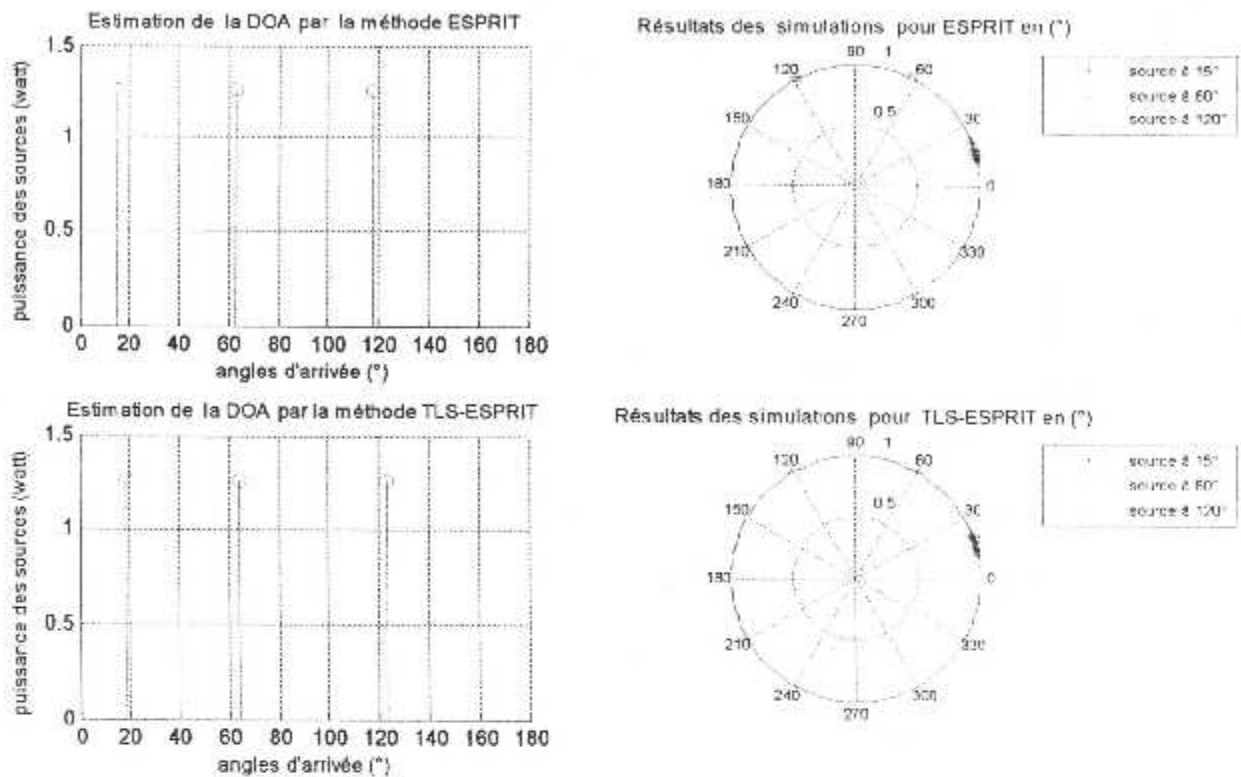 Estimation de la DOA par la méthode ESPRIT
puissance des sources (watt)
1.5
1
0.5
0
0 20 40 60 80 100 120 140 160 180
angles d'arrivée (°)
Résultats des simulations pour ESPRIT en (°)
90 1
120 60
0.5
150 30
180 0
210 330
240 300
270
source à 15°
source à 60°
source à 120°
Estimation de la DOA par la méthode TLS-ESPRIT
puissance des sources (watt)
1.5
1
0.5
0
0 20 40 60 80 100 120 140 160 180
angles d'arrivée (°)
Résultats des simulations pour TLS-ESPRIT en (°)
90 1
120 60
0.5
150 30
180 0
210 330
240 300
270
source à 15°
source à 60°
source à 120°